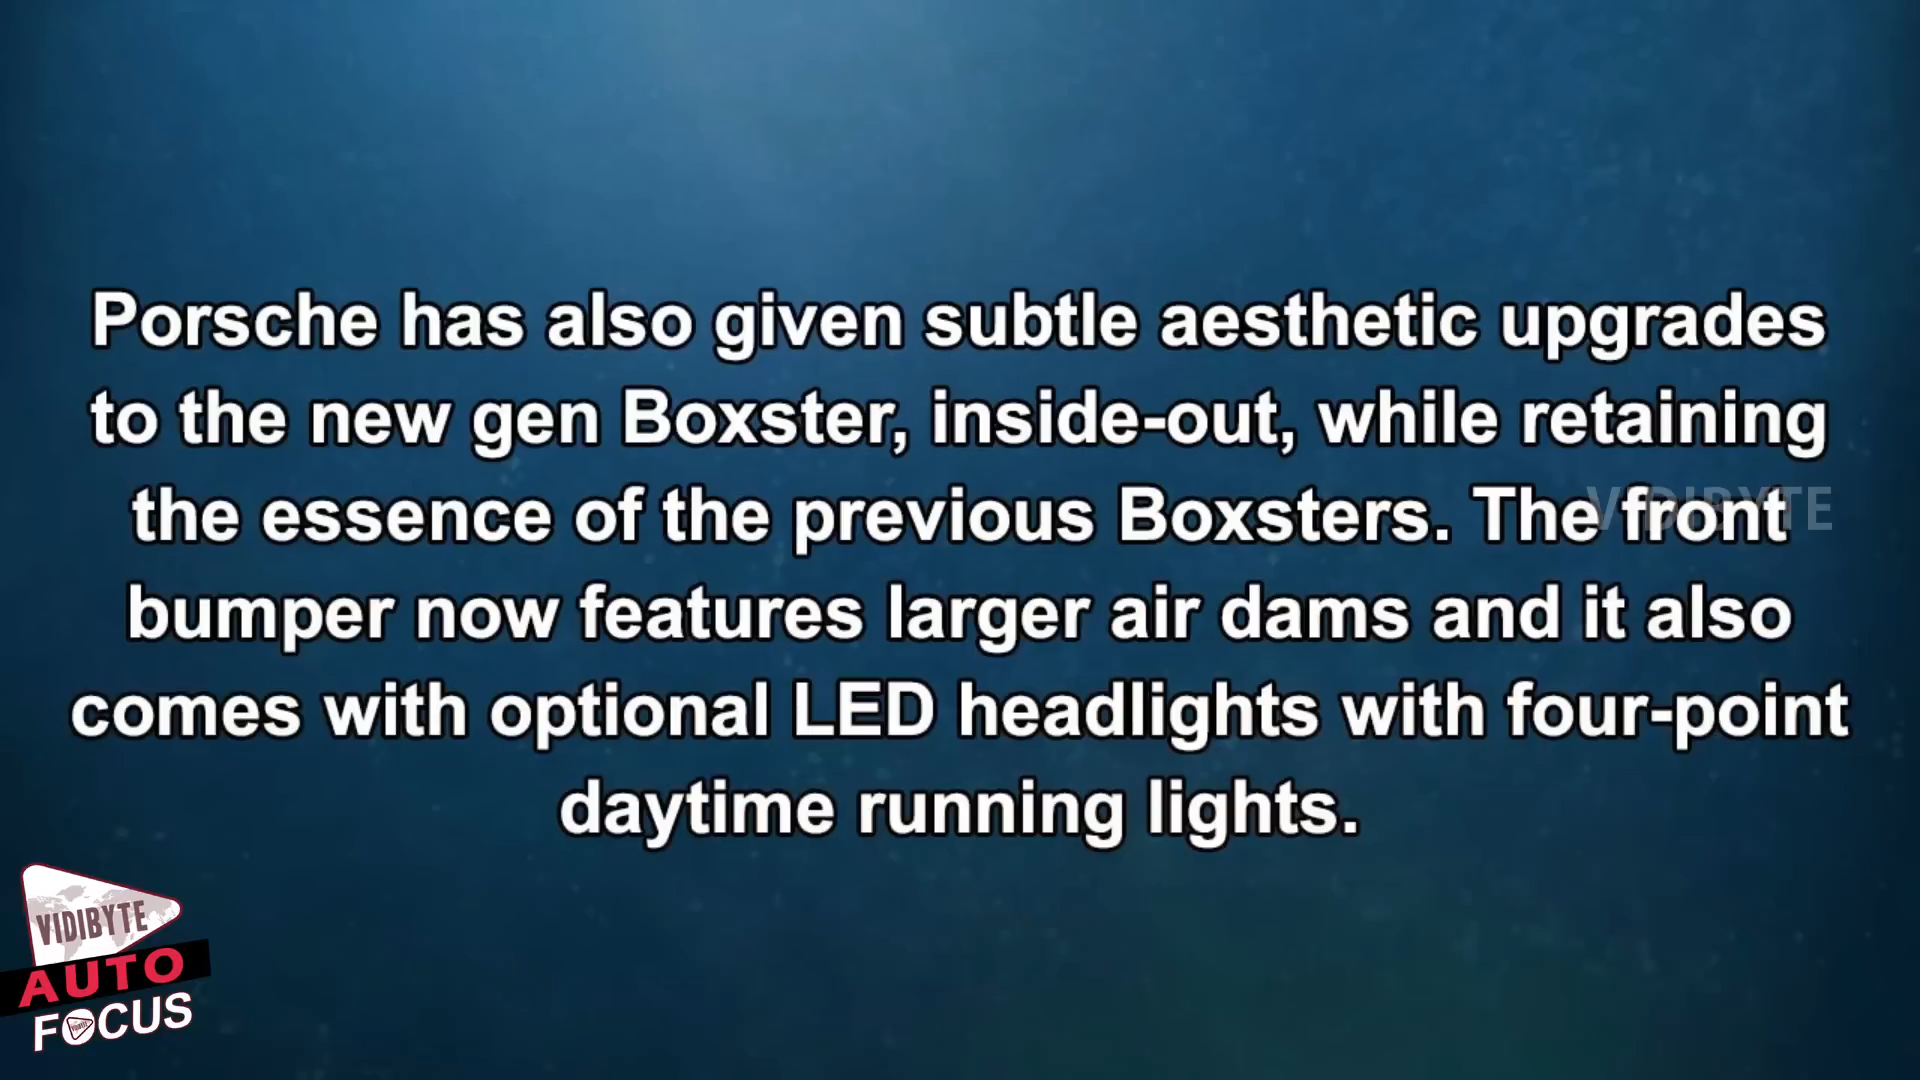 Porsche has also given subtle aesthetic upgrades
to the new gen Boxster, inside-out, while retaining
the essence of the previous Boxsters. The front
bumper now features larger air dams and it also
comes with optional LED headlights with four-point
daytime running lights.
VIDIBYTE
VIDIBYTE
AUTO
FOCUS